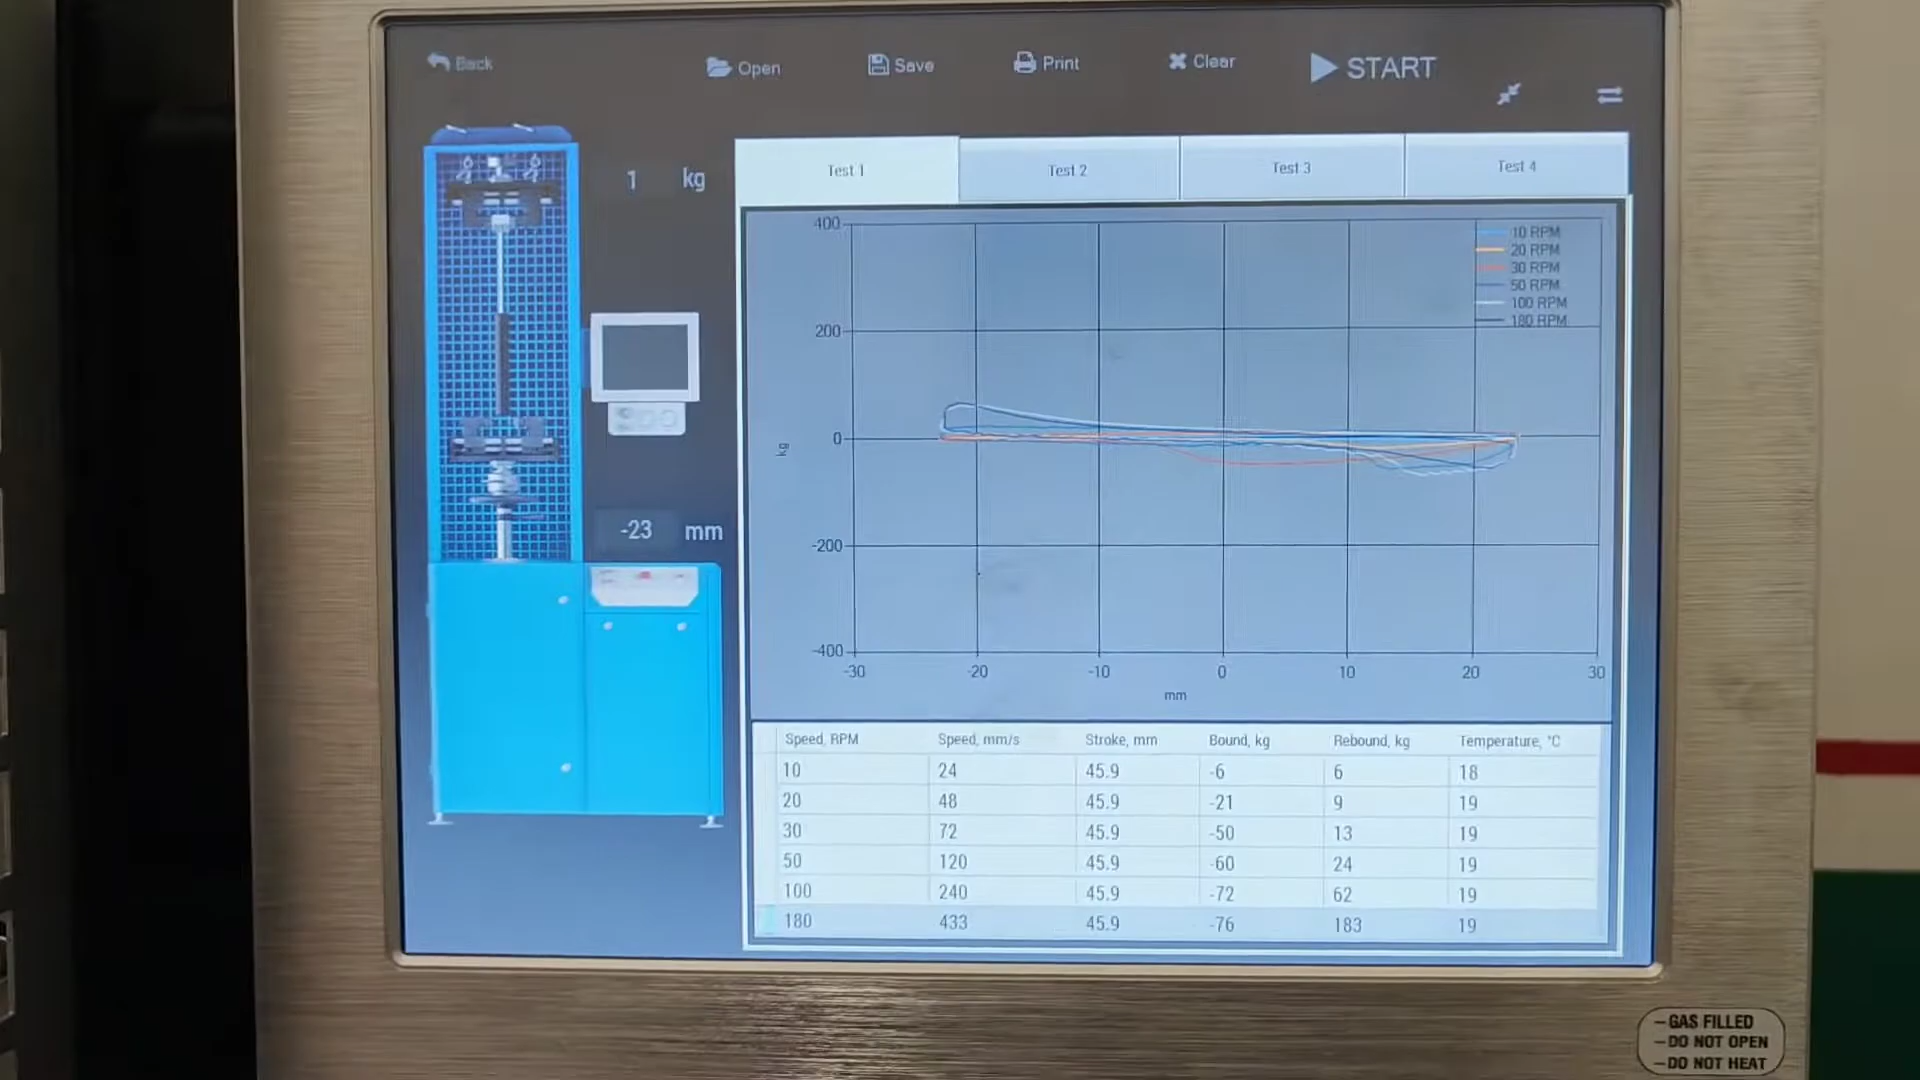 Back
Open
Save
Print
Clear
START
1 kg
-23 mm
Test 1
Test 2
Test 3
Test 4
400
200
0
-200
-400
kg
-30
-20
-10
0
10
20
30
mm
10 RPM
20 RPM
30 RPM
50 RPM
100 RPM
180 RPM
Speed, RPM Speed, mm/s Stroke, mm Bound, kg Rebound, kg Temperature, °C
10 24 45.9 -6 6 18
20 48 45.9 -21 9 19
30 72 45.9 -50 13 19
50 120 45.9 -60 24 19
100 240 45.9 -72 62 19
180 433 45.9 -76 183 19
–GAS FILLED
–DO NOT OPEN
–DO NOT HEAT